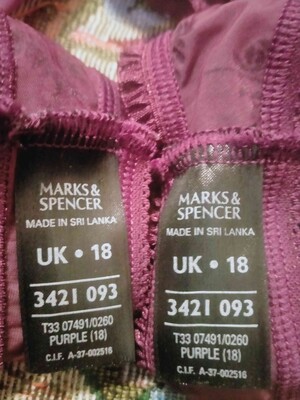 MARKS &
SPENCER
MADE IN SRI LANKA
UK • 18
3421 093
T33 07491/0260
PURPLE (18)
C.I.F. A-37-002516
MARKS &
SPENCER
MADE IN SRI LANKA
UK • 18
3421 093
T33 07491/0260
PURPLE (18)
C.I.F. A-37-002516